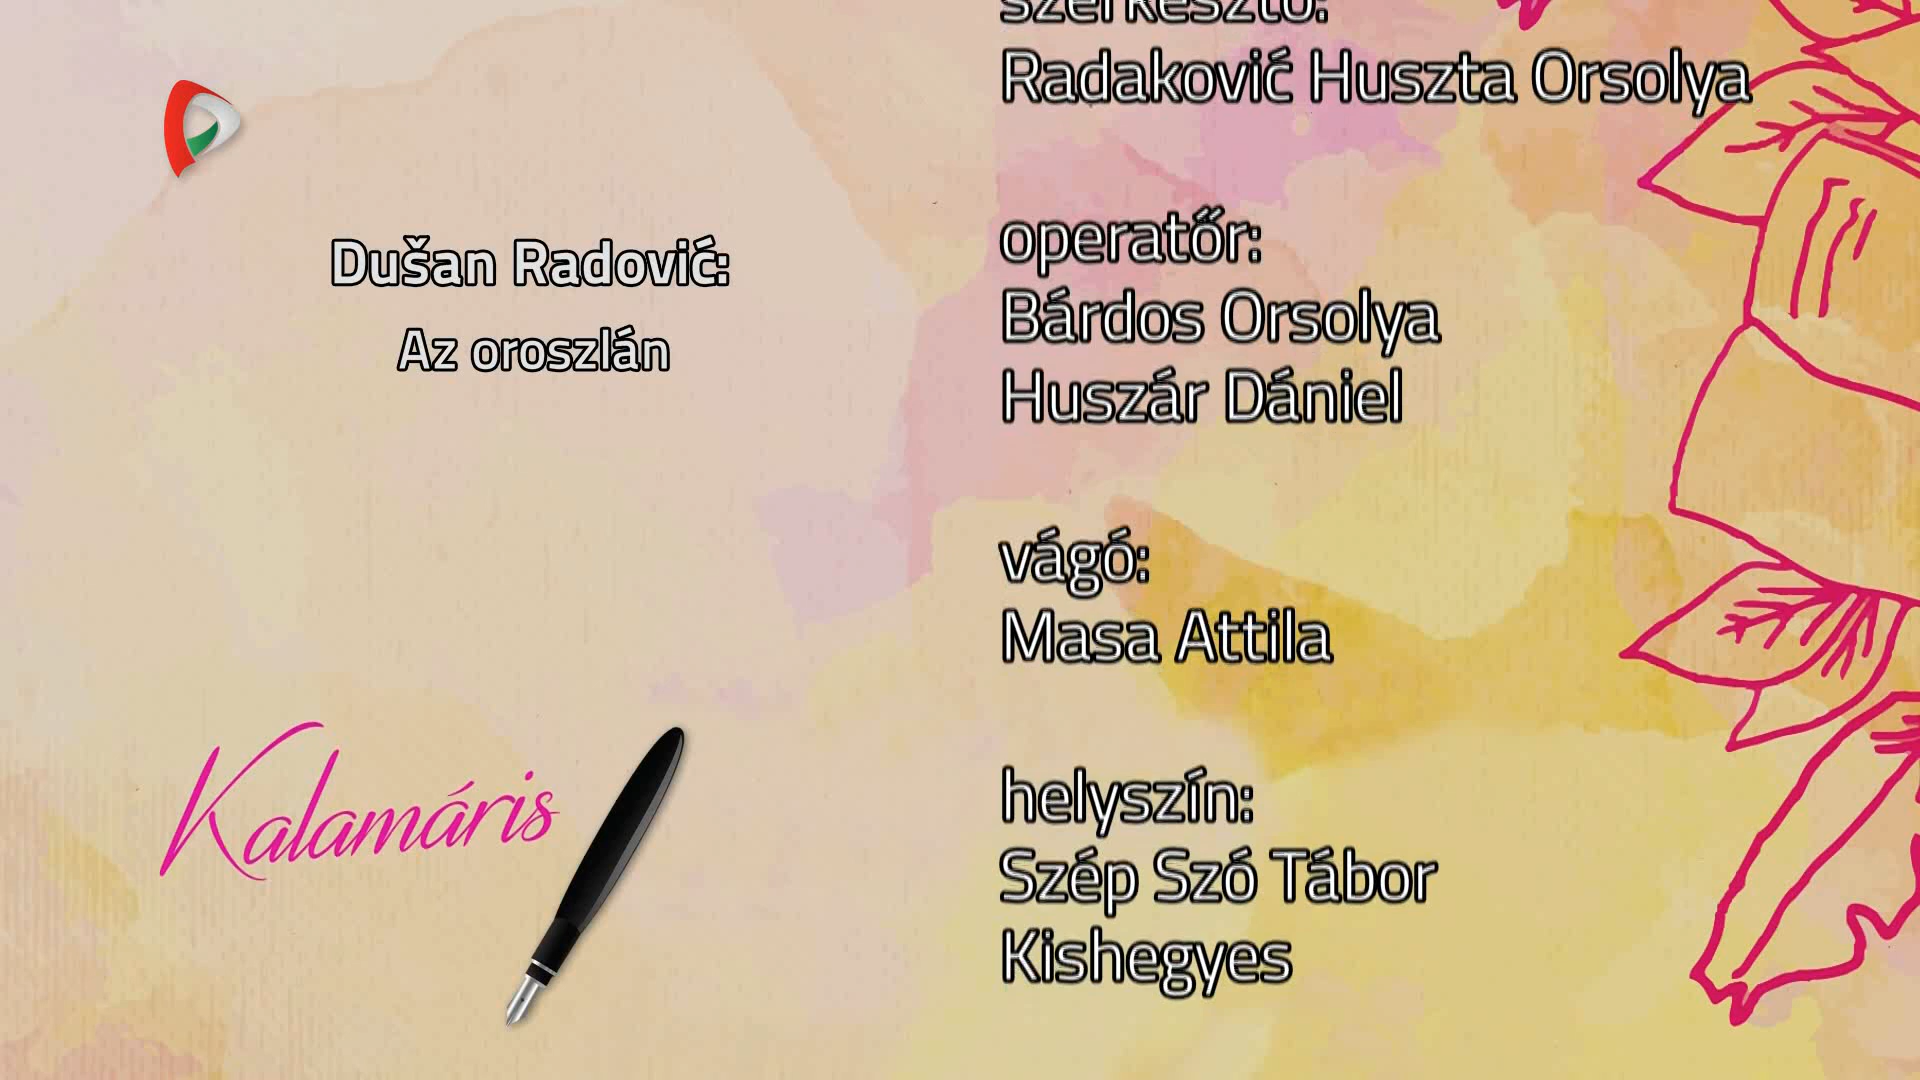 Dušan Radović:
Az oroszlán
Kalamáris
szerkesztő:
Radaković Huszta Orsolya
operatőr:
Bárdos Orsolya
Huszár Dániel
vágó:
Masa Attila
helyszín:
Szép Szó Tábor
Kishegyes